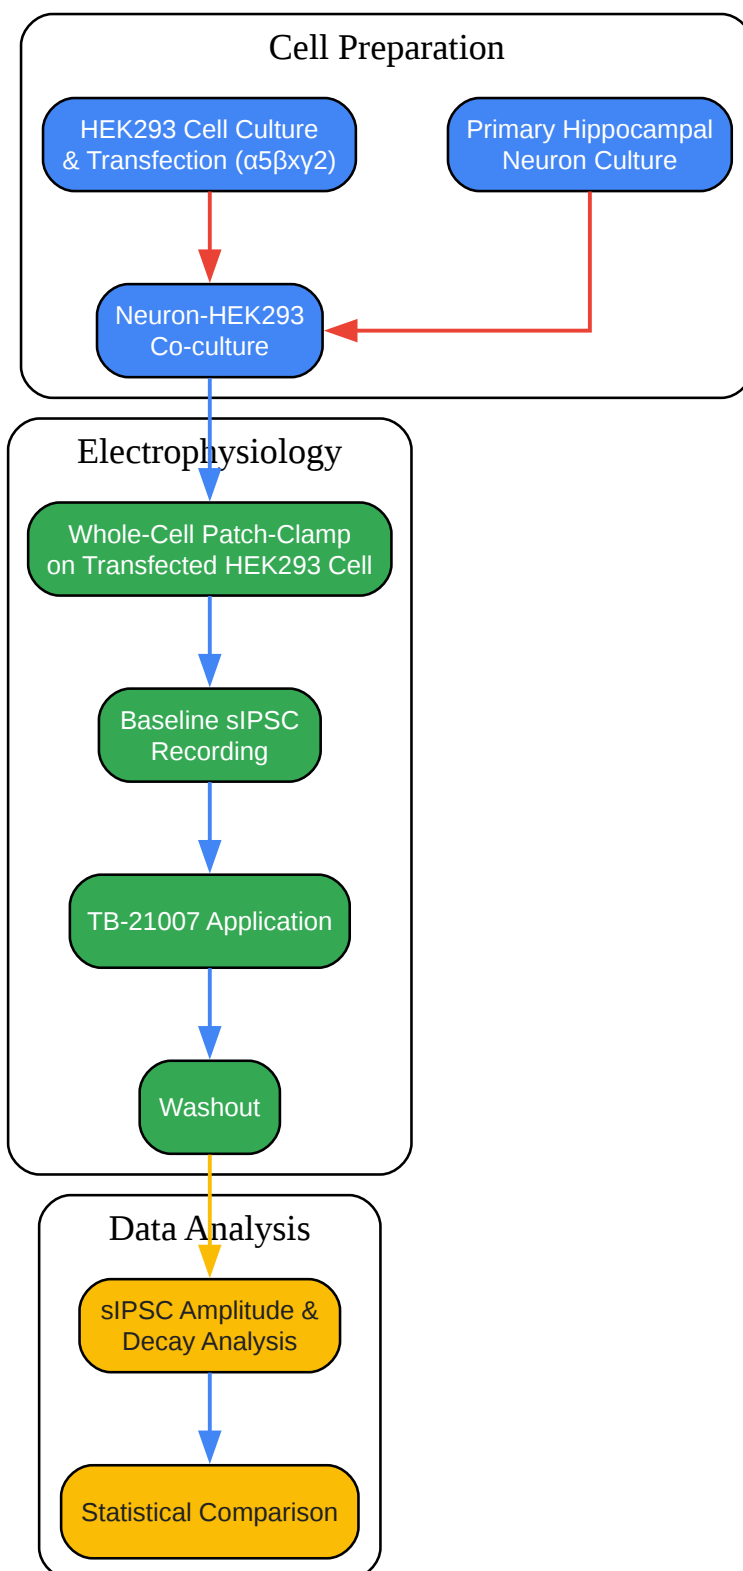 Cell Preparation
HEK293 Cell Culture
& Transfection (α5βxγ2)
Primary Hippocampal
Neuron Culture
Neuron-HEK293
Co-culture
Electrophysiology
Whole-Cell Patch-Clamp
on Transfected HEK293 Cell
Baseline sIPSC
Recording
TB-21007 Application
Washout
Data Analysis
sIPSC Amplitude &
Decay Analysis
Statistical Comparison